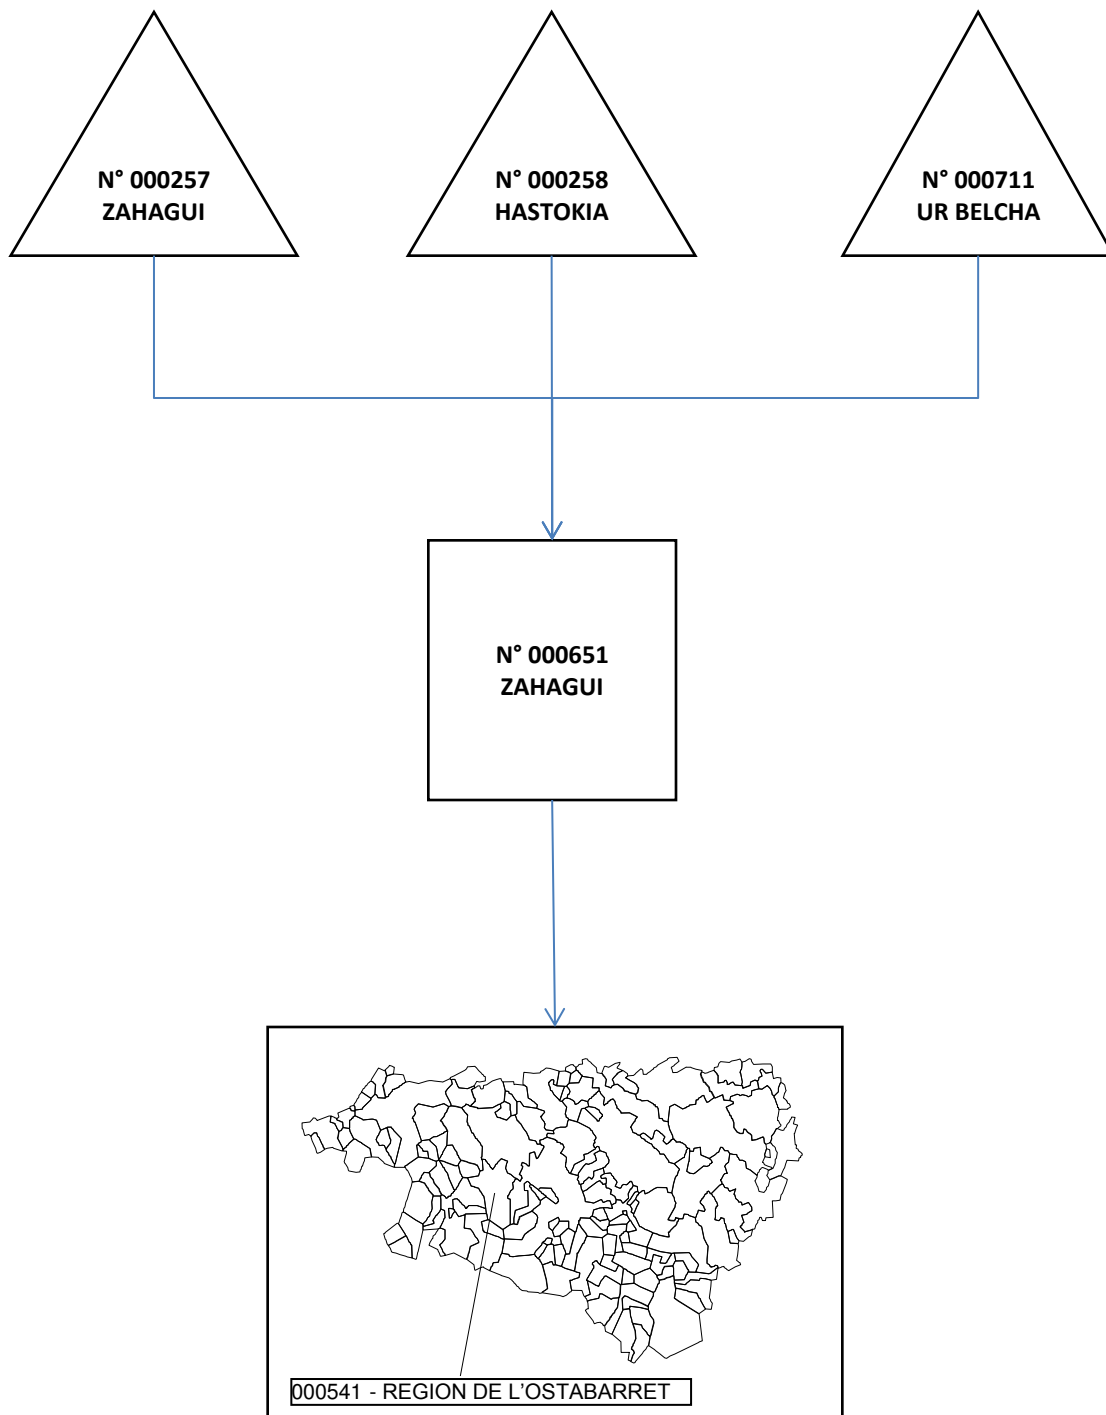 N° 000257
ZAHAGUI
N° 000258
HASTOKIA
N° 000711
UR BELCHA
N° 000651
ZAHAGUI
000541 - REGION DE L'OSTABARRET